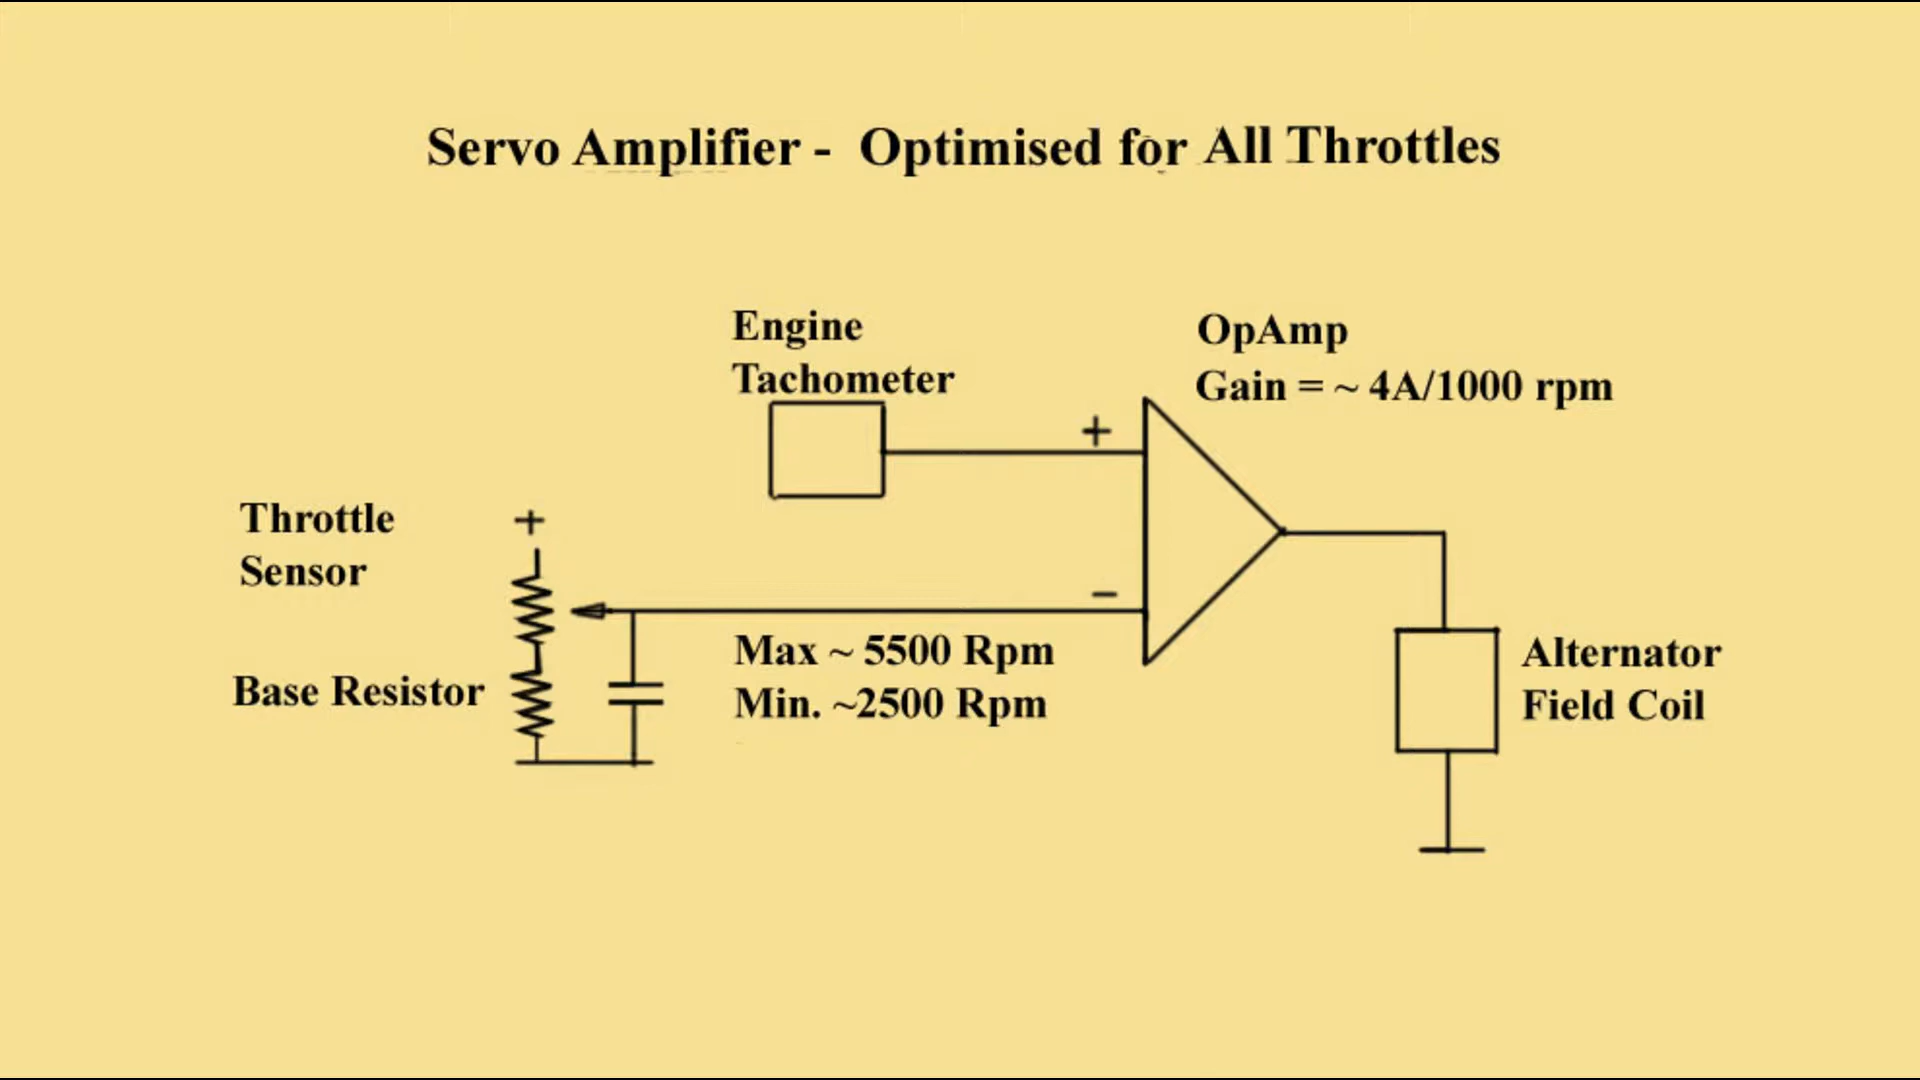 Servo Amplifier - Optimised for All Throttles
Engine
Tachometer
OpAmp
Gain = ~ 4A/1000 rpm
+
Throttle
Sensor
+
−
Max ~ 5500 Rpm
Min. ~2500 Rpm
Base Resistor
Alternator
Field Coil